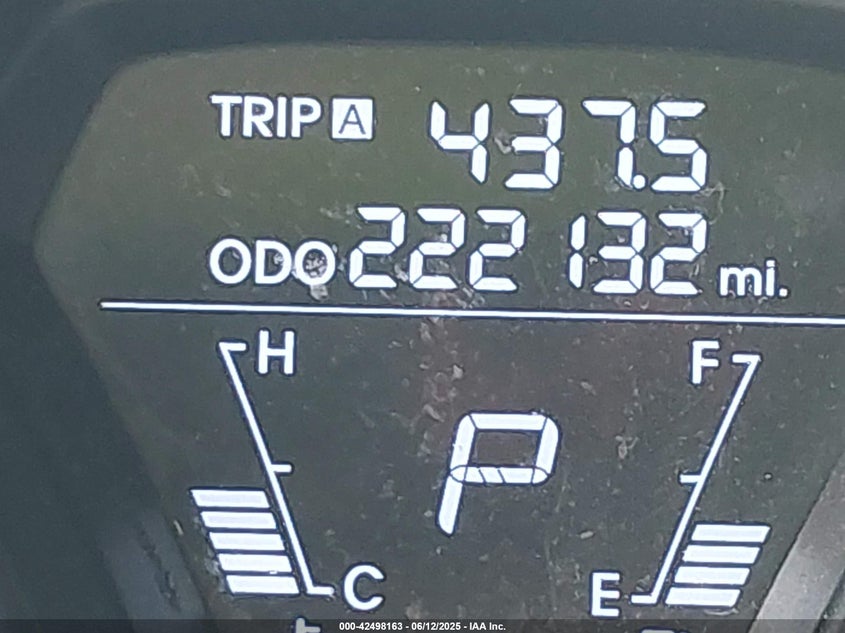 TRIP A 437.5
ODO 222132 mi.
H F
P
C E
000-42498163 - 06/12/2025 - IAA Inc.